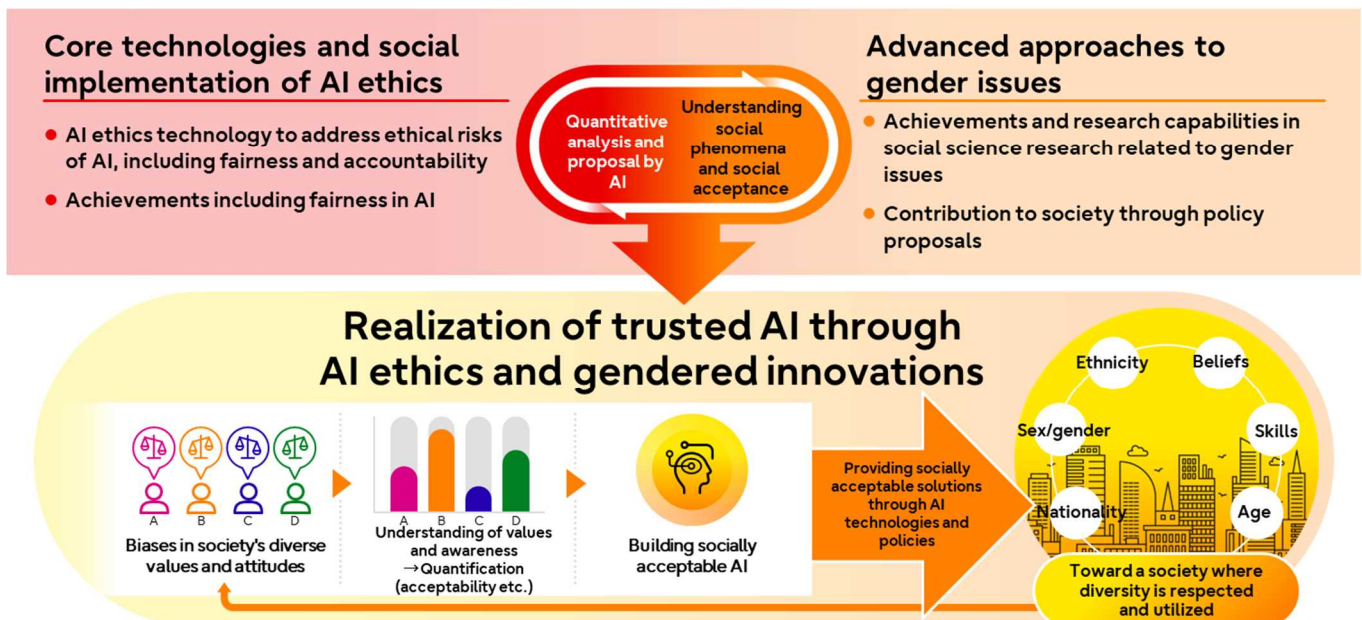 Core technologies and social
implementation of AI ethics
AI ethics technology to address ethical risks
of AI, including fairness and accountability
Achievements including fairness in AI
Quantitative
analysis and
proposal by
AI
Understanding
social
phenomena
and social
acceptance
Advanced approaches to
gender issues
Achievements and research capabilities in
social science research related to gender
issues
Contribution to society through policy
proposals
Realization of trusted AI through
AI ethics and gendered innovations
A B C D
Biases in society's diverse
values and attitudes
A B C D
Understanding of values
and awareness
→Quantification
(acceptability etc.)
Building socially
acceptable AI
Providing socially
acceptable solutions
through AI
technologies and
policies
Ethnicity
Beliefs
Sex/gender
Skills
Nationality
Age
Toward a society where
diversity is respected
and utilized